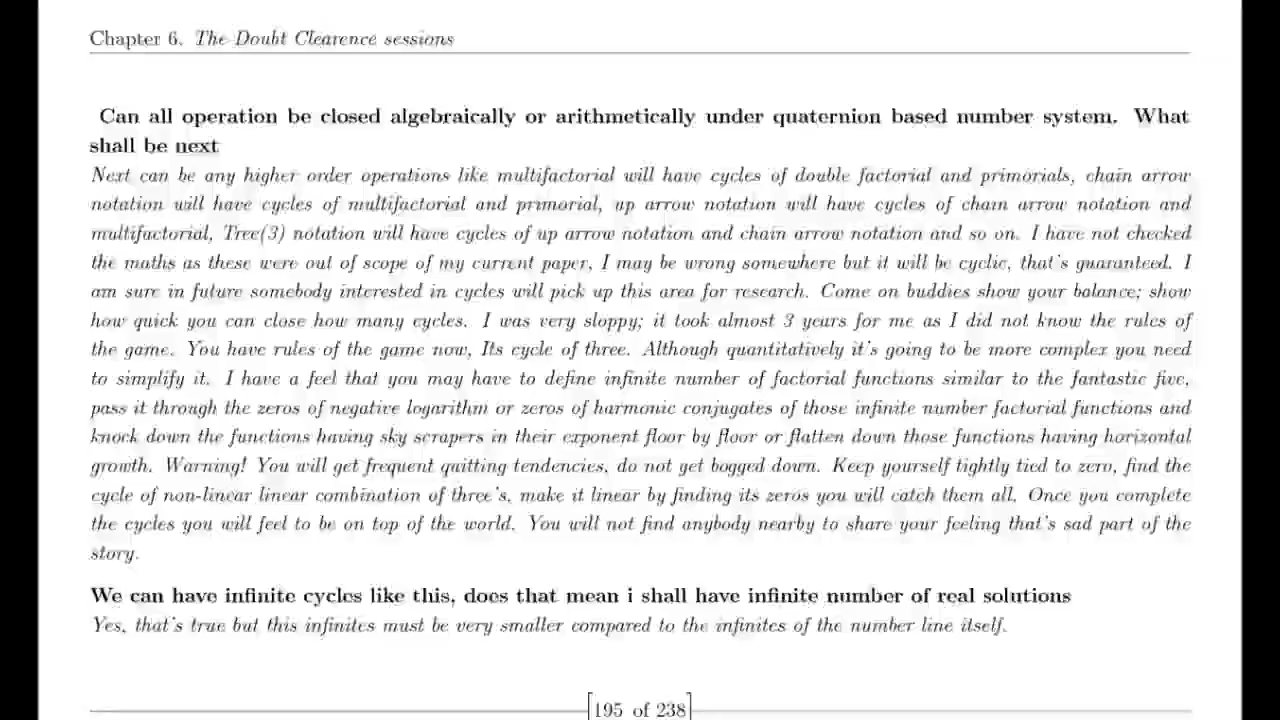 Chapter 6. The Doubt Clearence sessions
Can all operation be closed algebraically or arithmetically under quaternion based number system. What
shall be next
Next can be any higher order operations like multifactorial will have cycles of double factorial and primorials, chain arrow
notation will have cycles of multifactorial and primorial, up arrow notation will have cycles of chain arrow notation and
multifactorial, Tree(3) notation will have cycles of up arrow notation and chain arrow notation and so on. I have not checked
the maths as these were out of scope of my current paper, I may be wrong somewhere but it will be cyclic, that's guaranteed. I
am sure in future somebody interested in cycles will pick up this area for research. Come on buddies show your balance; show
how quick you can close how many cycles. I was very sloppy; it took almost 3 years for me as I did not know the rules of
the game. You have rules of the game now, Its cycle of three. Although quantitatively it's going to be more complex you need
to simplify it. I have a feel that you may have to define infinite number of factorial functions similar to the fantastic five,
pass it through the zeros of negative logarithm or zeros of harmonic conjugates of those infinite number factorial functions and
knock down the functions having sky scrapers in their exponent floor by floor or flatten down those functions having horizontal
growth. Warning! You will get frequent quitting tendencies, do not get bogged down. Keep yourself tightly tied to zero, find the
cycle of non-linear linear combination of three's, make it linear by finding its zeros you will catch them all. Once you complete
the cycles you will feel to be on top of the world. You will not find anybody nearby to share your feeling that's sad part of the
story.
We can have infinite cycles like this, does that mean i shall have infinite number of real solutions
Yes, that's true but this infinites must be very smaller compared to the infinites of the number line itself.
[195 of 238]